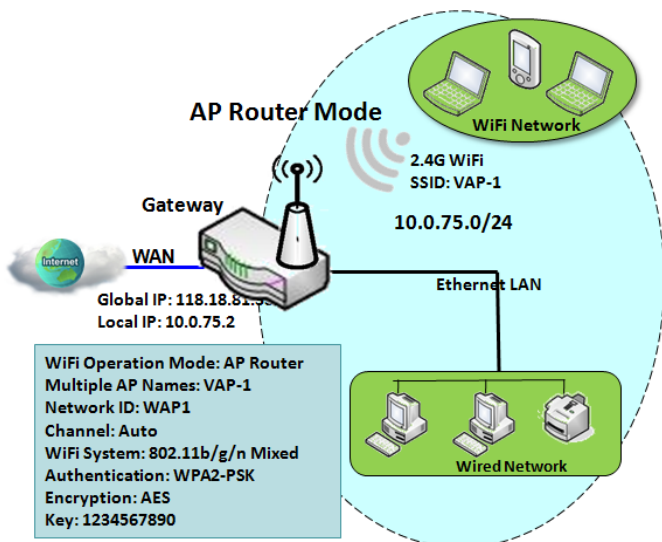 AP Router Mode
WiFi Network
2.4G WiFi
SSID: VAP-1
Gateway
10.0.75.0/24
Internet
WAN
Ethernet LAN
Global IP:
Local IP: 10.0.75.2
WiFi Operation Mode: AP Router
Multiple AP Names: VAP-1
Network ID: WAP1
Channel: Auto
WiFi System: 802.11b/g/n Mixed
Authentication: WPA2-PSK
Encryption: AES
Key: 1234567890
Wired Network